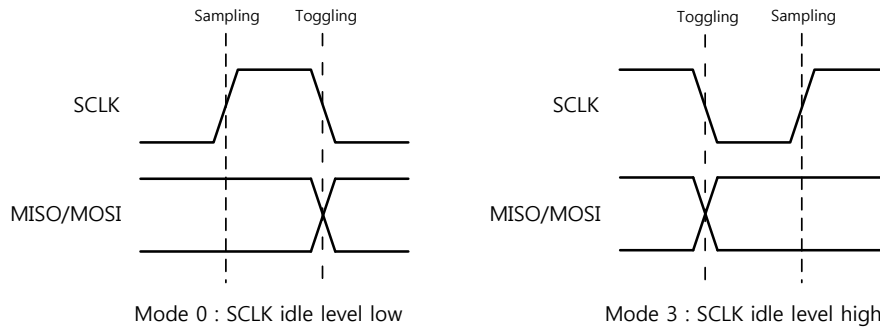 Sampling Toggling
SCLK
MISO/MOSI
Mode 0 : SCLK idle level low
Toggling Sampling
SCLK
MISO/MOSI
Mode 3 : SCLK idle level high